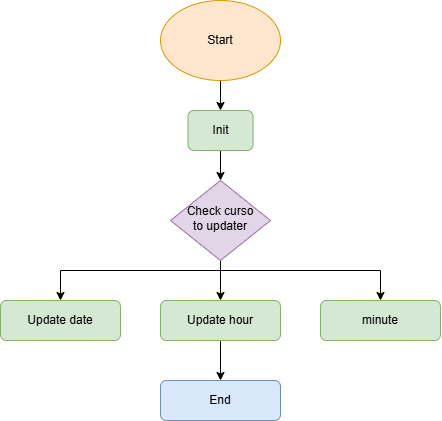 Start
Init
Check curso
to updater
Update date
Update hour
minute
End